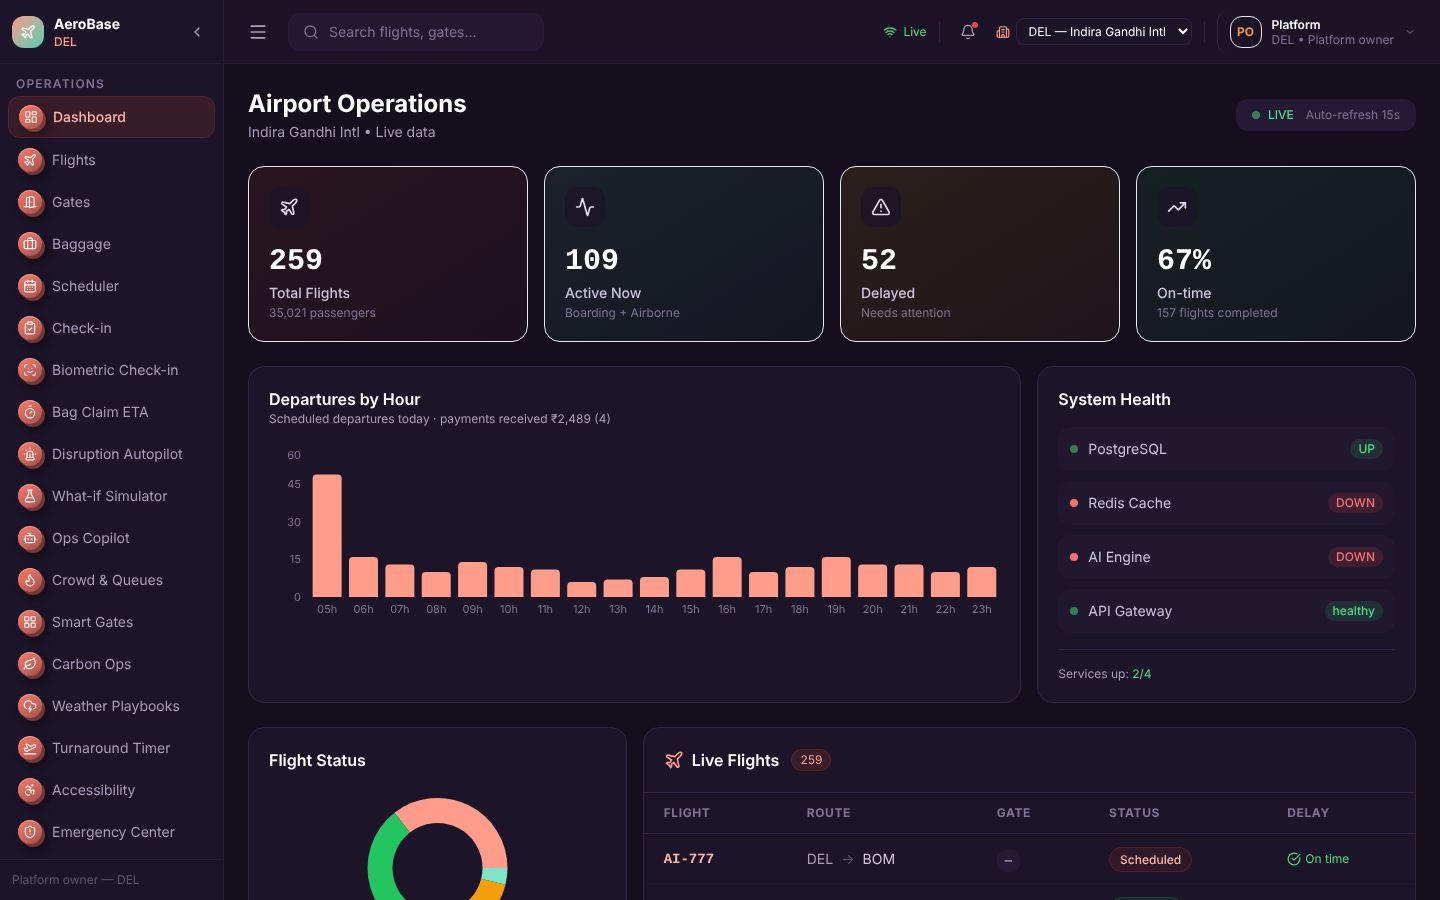 AeroBase
DEL
OPERATIONS
Dashboard
Flights
Gates
Baggage
Scheduler
Check-in
Biometric Check-in
Bag Claim ETA
Disruption Autopilot
What-if Simulator
Ops Copilot
Crowd & Queues
Smart Gates
Carbon Ops
Weather Playbooks
Turnaround Timer
Accessibility
Emergency Center
Platform owner — DEL
Search flights, gates...
Live
DEL — Indira Gandhi Intl
PO
Platform
DEL • Platform owner
Airport Operations
Indira Gandhi Intl • Live data
LIVE Auto-refresh 15s
259
Total Flights
35,021 passengers
109
Active Now
Boarding + Airborne
52
Delayed
Needs attention
67%
On-time
157 flights completed
Departures by Hour
Scheduled departures today · payments received ₹2,489 (4)
60
45
30
15
0
05h 06h 07h 08h 09h 10h 11h 12h 13h 14h 15h 16h 17h 18h 19h 20h 21h 22h 23h
System Health
PostgreSQL UP
Redis Cache DOWN
AI Engine DOWN
API Gateway healthy
Services up: 2/4
Flight Status
Live Flights 259
FLIGHT ROUTE GATE STATUS DELAY
AI-777 DEL → BOM – Scheduled On time